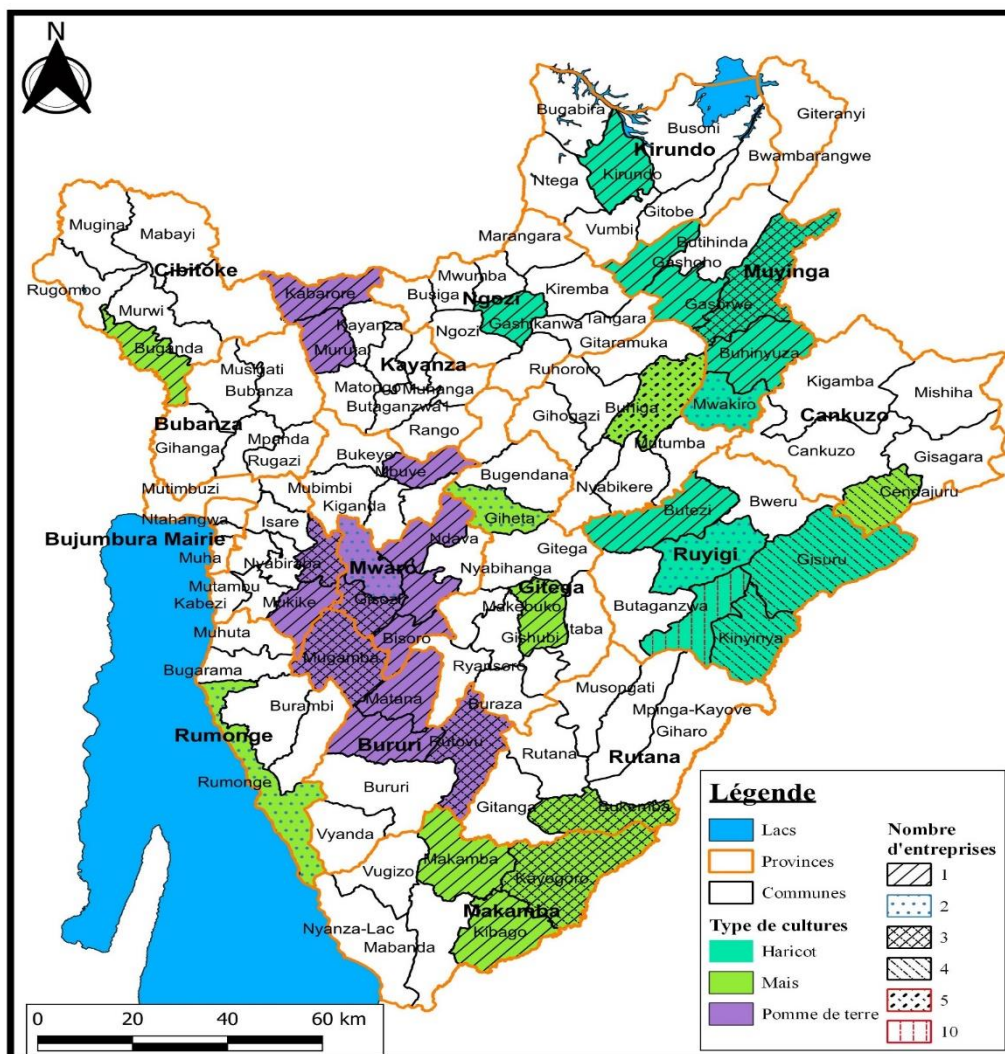 N
Bugabira
Giteranyi
Busoni
Kirundo
Bwambarangwe
Kirundo
Ntega
Gitobe
Vumbi
Mugina
Mabayi
Marangara
Butihinda
Gashoho
Muyinga
Cibitoke
Mwumba
Rugombo
Kabarore
Busiga
Ngozi
Kiremba
Gasorwe
Murwi
Kayanza
Gashikanwa
Tangara
Buganda
Muruta
Ngozi
Gitaramuka
Buhinyuza
Musigati
Kayanza
Ruhororo
Kigamba
Mishiha
Bubanza
Matongo
Muhanga
Gihogazi
Buhiga
Mwakiro
Cankuzo
Bubanza
Butaganzwa1
Gihanga
Mpanda
Rango
Mutumba
Cankuzo
Gisagara
Rugazi
Bukeye
Mbuye
Bugendana
Mutimbuzi
Mubimbi
Nyabikere
Bweru
Cendajuru
Ntahangwa
Isare
Kiganda
Giheta
Butezi
Bujumbura Mairie
Ndava
Gitega
Ruyigi
Gisuru
Muha
Nyabiraba
Mwaro
Nyabihanga
Mutambu
Gitega
Kabezi
Mukike
Gisozi
Makebuko
Itaba
Butaganzwa
Muhuta
Bisoro
Gishubi
Kinyinya
Mugamba
Ryansoro
Bugarama
Matana
Musongati
Burambi
Buraza
Mpinga-Kayove
Rumonge
Bururi
Rutovu
Rutana
Rutana
Giharo
Rumonge
Bururi
Gitanga
Bukemba
Vyanda
Makamba
Vugizo
Kayogoro
Makamba
Nyanza-Lac
Kibago
Mabanda
0 20 40 60 km
Légende
Lacs
Provinces
Communes
Type de cultures
Haricot
Mais
Pomme de terre
Nombre
d'entreprises
1
2
3
4
5
10